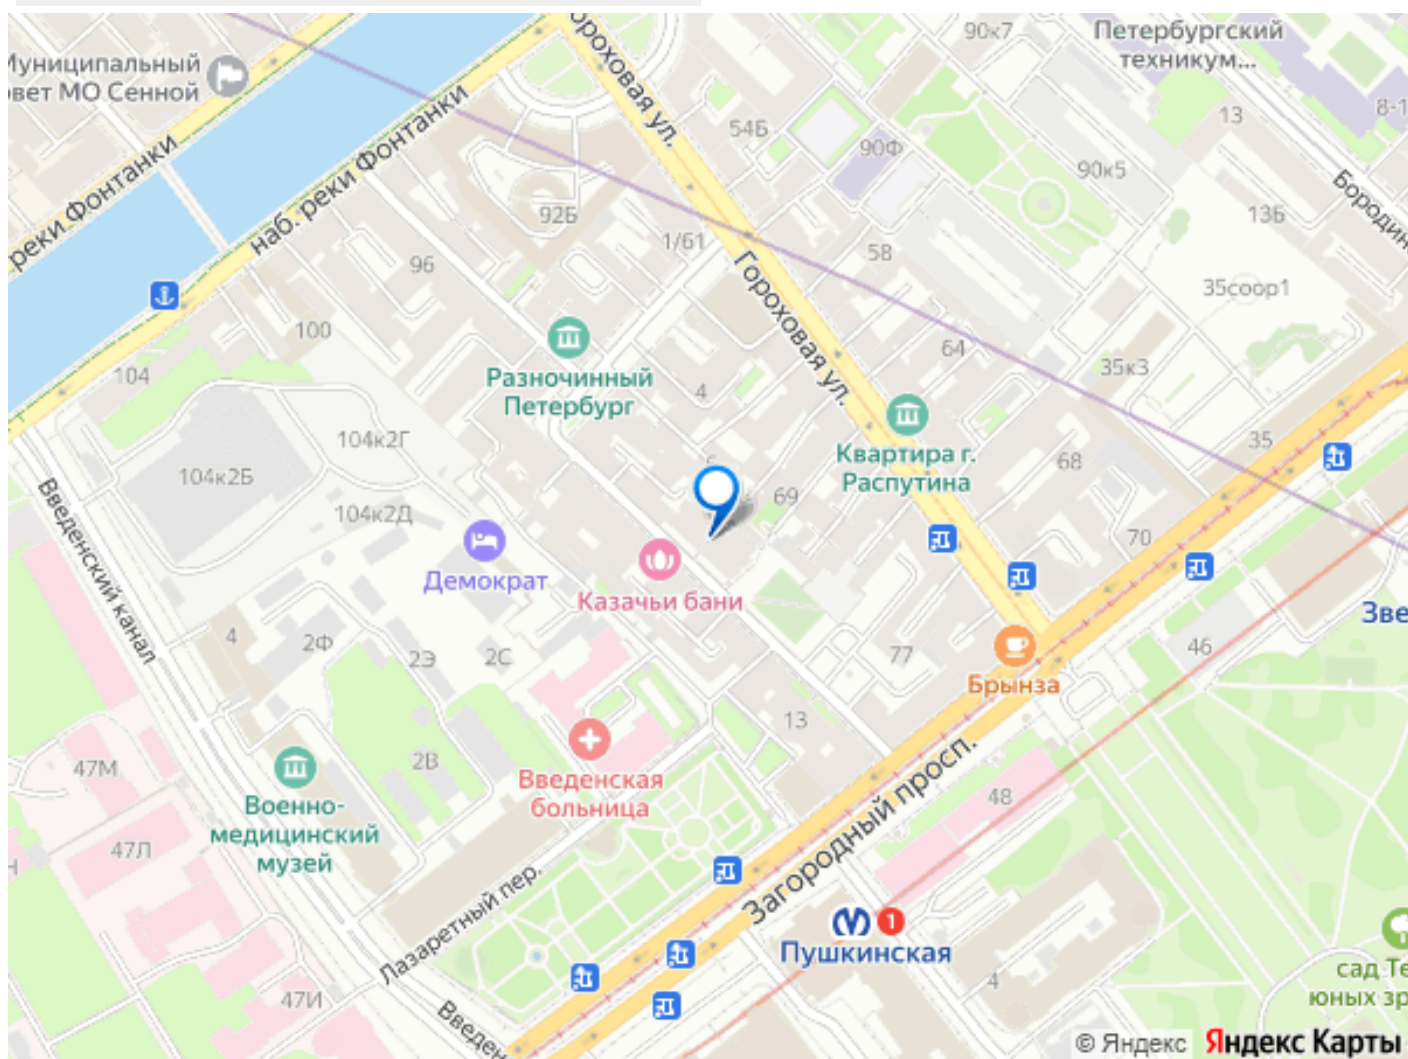 90к7
Петербургский
техникум...
Муниципальный
овет МО Сенной
наб. реки Фонтанки
реки Фонтанки
ороховая ул.
13
8-1
54Б
90Ф
90к5
Бородин
92Б
1/61
13Б
96
58
Гороховая ул.
35соор1
100
64
Разночинный
Петербург
35к3
104
4
Квартира г.
Распутина
35
104к2Г
68
104к2Б
69
104к2Д
70
Введенский канал
Демократ
Казачьи бани
Зве
4
2Ф
2Э
2С
77
46
Брынза
13
47М
2В
Введенская
больница
Загородный просп.
48
Военно-
медицинский
музей
47Л
Лазаретный пер.
1
Пушкинская
4
сад Те
юных зр
47И
Введен
© Яндекс
Яндекс Карты